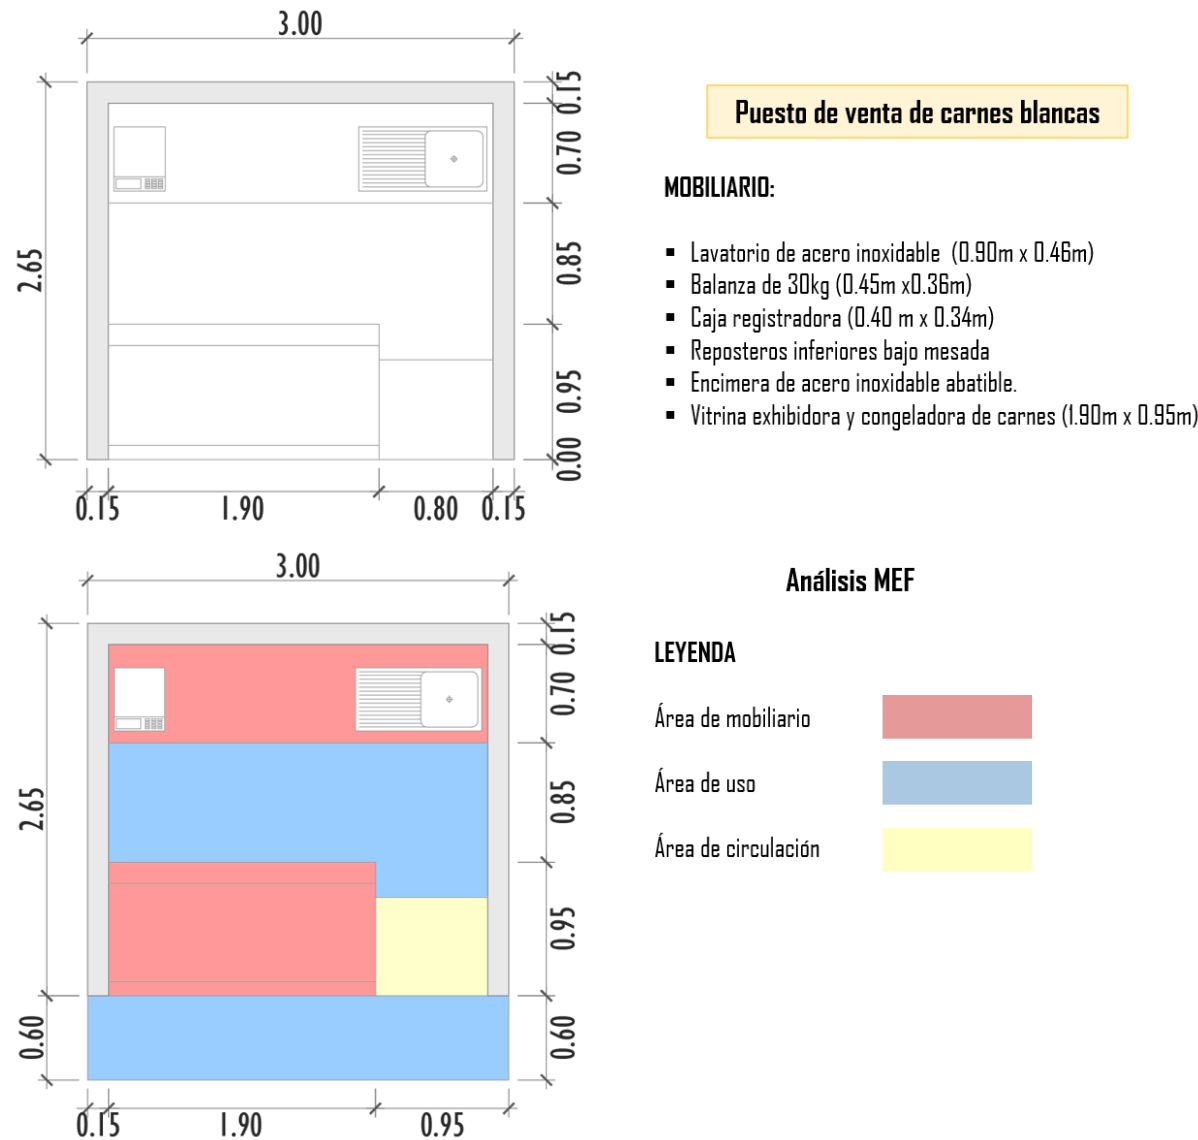 3.00
0.15
0.70
0.85
0.95
0.00
2.65
0.15
1.90
0.80
0.15
Puesto de venta de carnes blancas
MOBILIARIO:
▪ Lavatorio de acero inoxidable (0.90m x 0.46m)
▪ Balanza de 30kg (0.45m x0.36m)
▪ Caja registradora (0.40 m x 0.34m)
▪ Reposteros inferiores bajo mesada
▪ Encimera de acero inoxidable abatible.
▪ Vitrina exhibidora y congeladora de carnes (1.90m x 0.95m)
3.00
0.15
0.70
0.85
0.95
0.60
2.65
0.60
0.15
1.90
0.95
Análisis MEF
LEYENDA
Área de mobiliario
Área de uso
Área de circulación